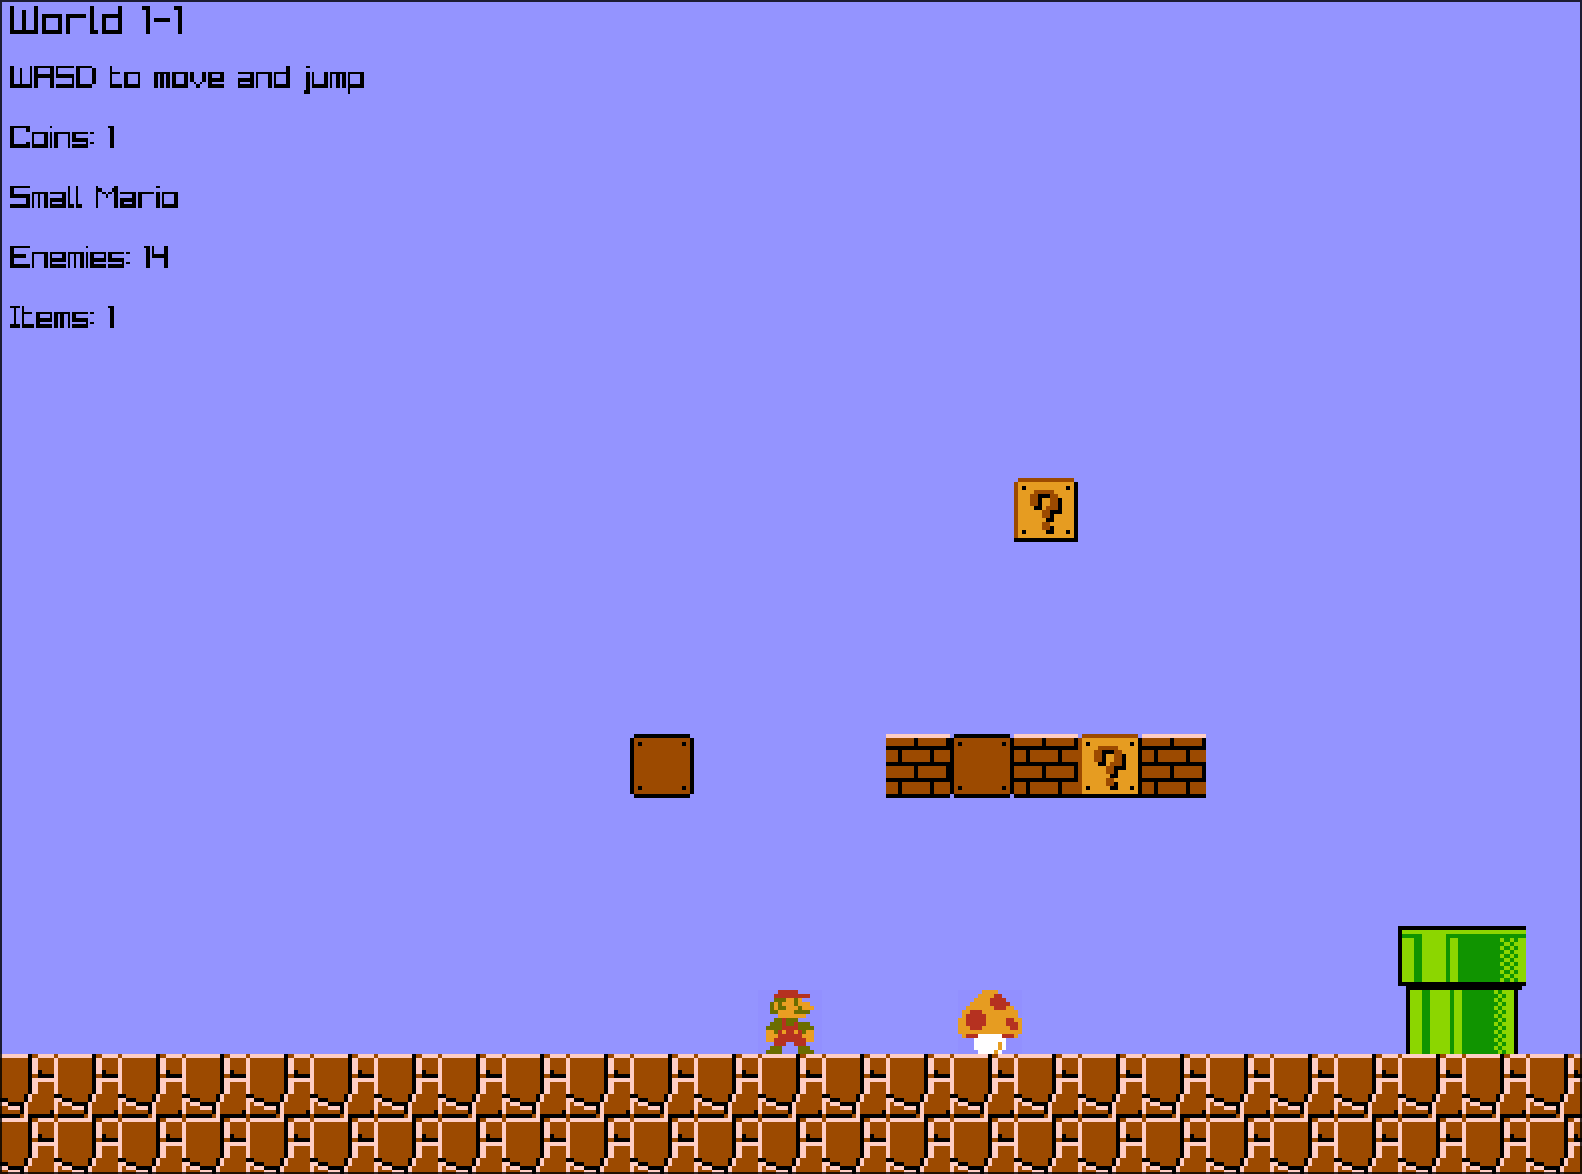 World 1-1
WASD to move and jump
Coins: 1
Small Mario
Enemies: 14
Items: 1
?
?